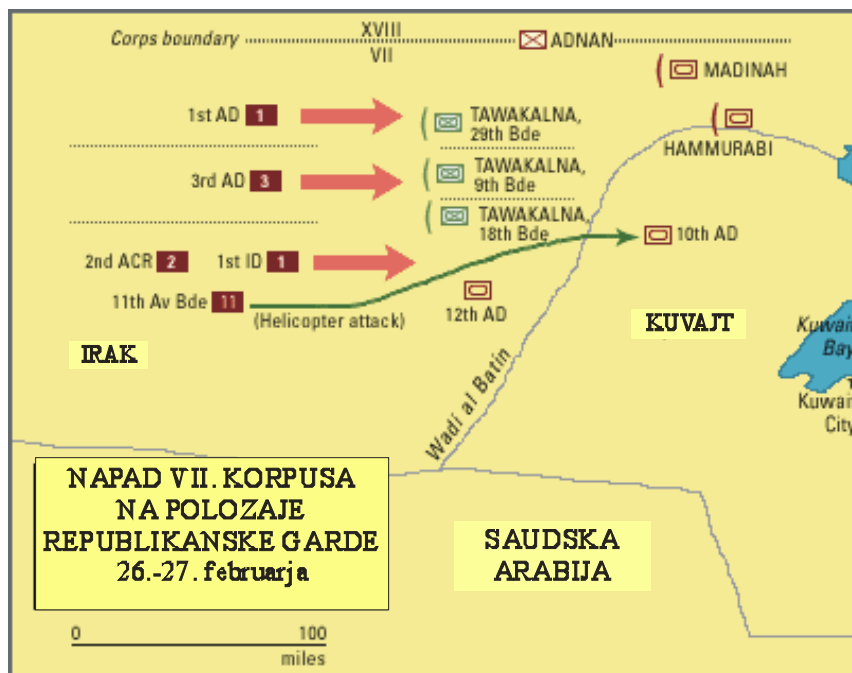 Corps boundary
XVIII
VII
ADNAN
MADINAH
1st AD 1
TAWAKALNA,
29th Bde
HAMMURABI
3rd AD 3
TAWAKALNA,
9th Bde
TAWAKALNA,
18th Bde
10th AD
2nd ACR 2 1st ID 1
11th Av Bde 11
(Helicopter attack)
12th AD
IRAK
KUVAJT
Kuwai
Bay
Kuwai
City
Wadi al Batin
NAPAD VII. KORPUSA
NA POLOZAJE
REPUBLIKANSKE GARDE
26.-27. februarja
SAUDSKA
ARABIJA
0 100
miles